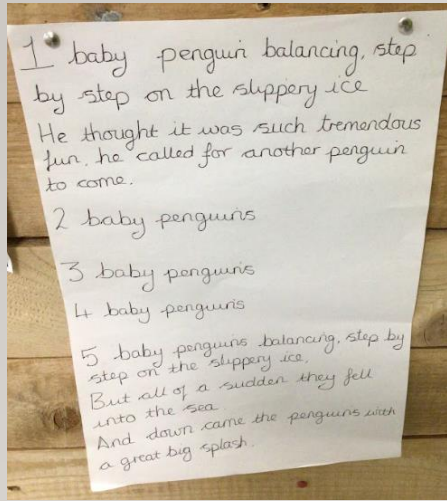 1 baby penguin balancing, step
by step on the slippery ice
He thought it was such tremendous
fun, he called for another penguin
to come.
2 baby penguins
3 baby penguins
4 baby penguins
5 baby penguins balancing, step by
step on the slippery ice,
But all of a sudden they fell
into the sea
And down came the penguins with
a great big splash.